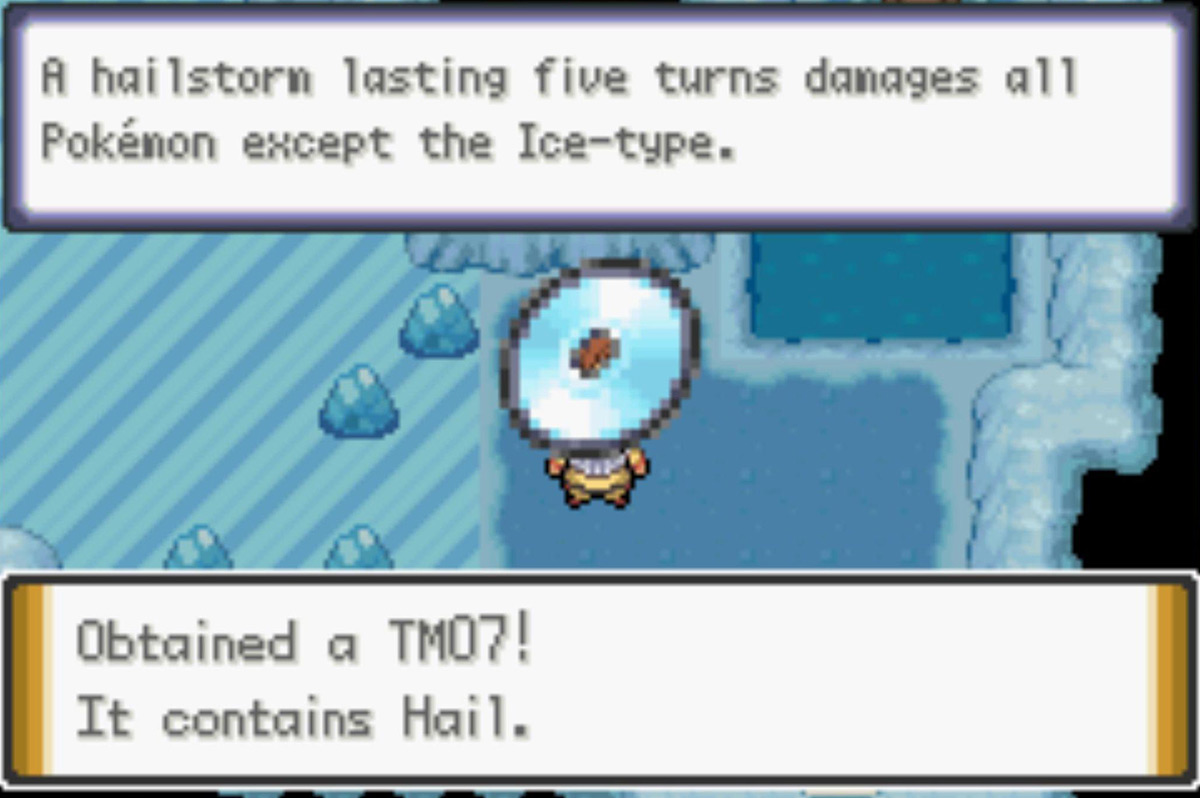 A hailstorm lasting five turns damages all
Pokémon except the Ice-type.
Obtained a TM07!
It contains Hail.